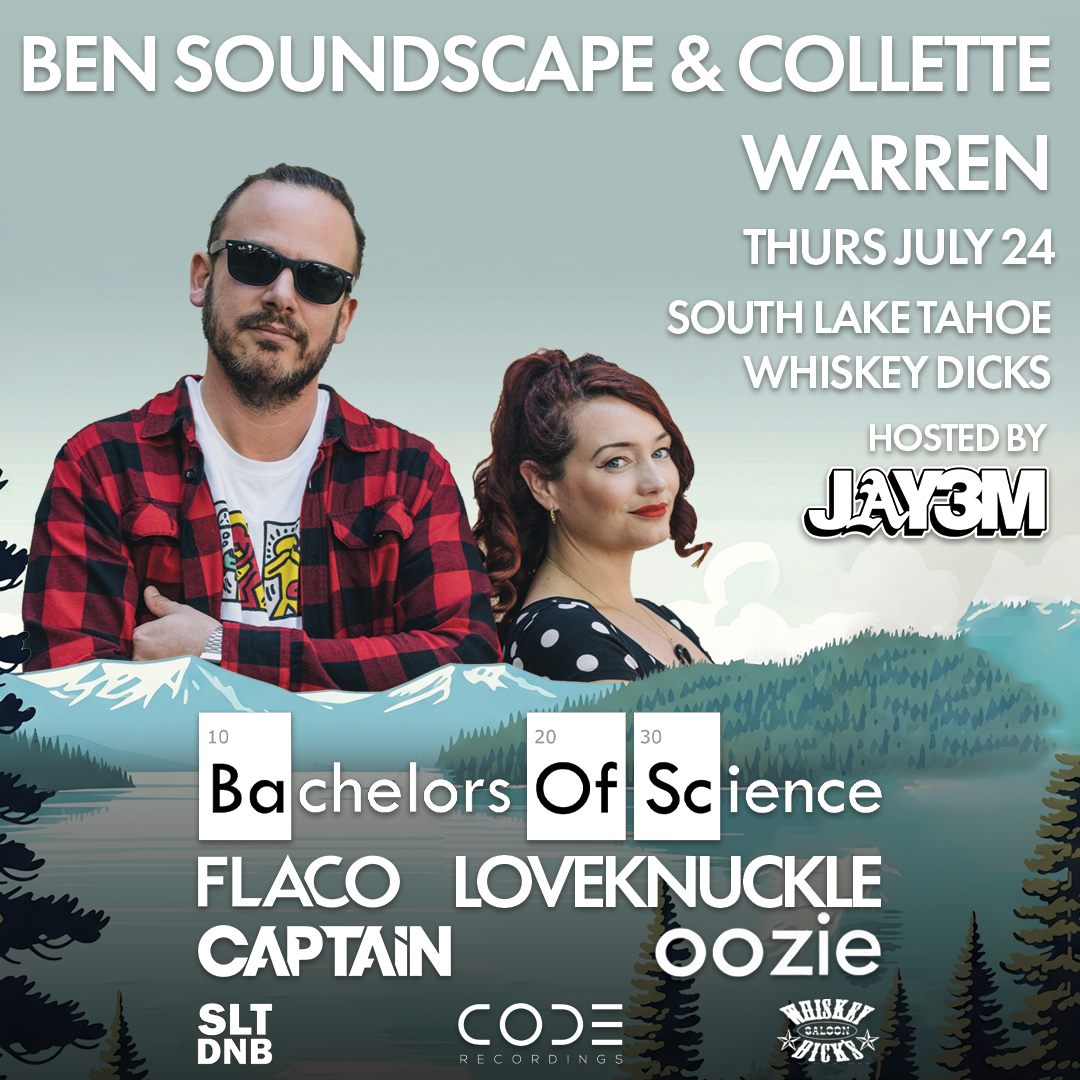 BEN SOUNDSCAPE & COLLETTE
WARREN
THURS JULY 24
SOUTH LAKE TAHOE
WHISKEY DICKS
HOSTED BY
JAY3M
10 20 30
Bachelors Of Science
FLACO LOVEKNUCKLE
CAPTAIN oozie
SLT
DNB
CODE
RECORDINGS
WHISKEY
SALOON
DICK'S